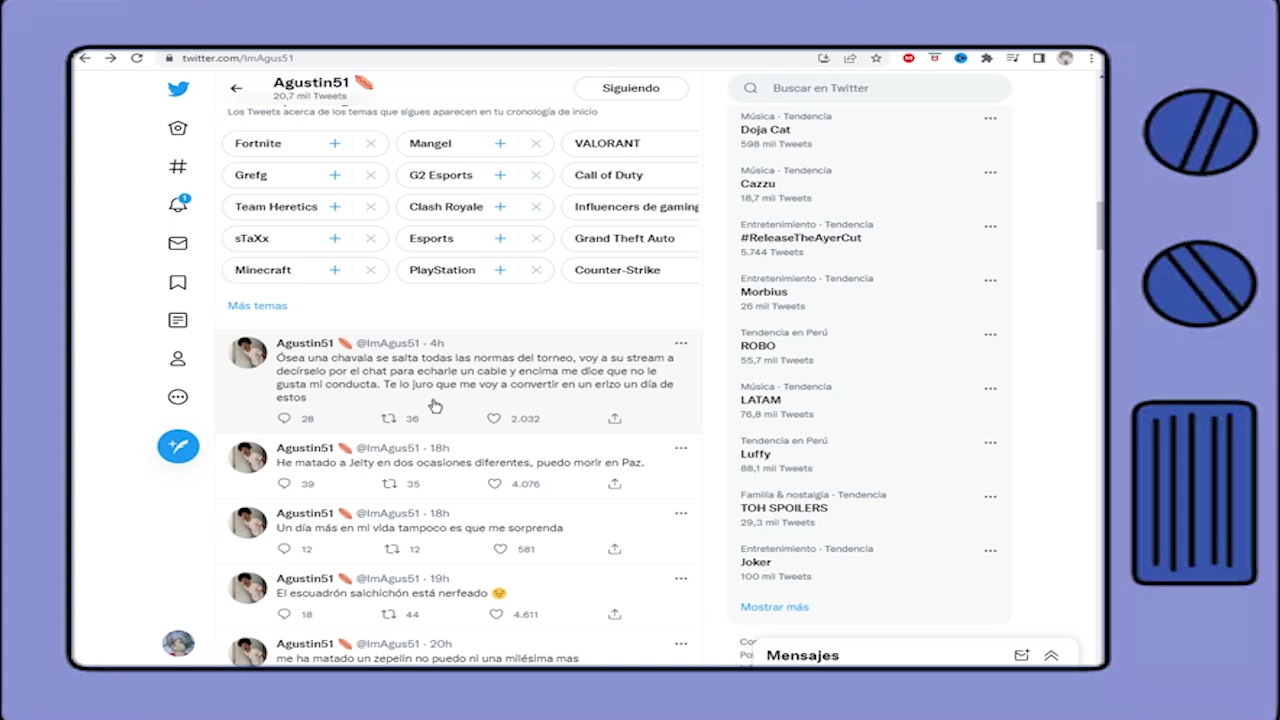 twitter.com/ImAgus51
Agustin51
20,7 mil Tweets
Siguiendo
Buscar en Twitter
Los Tweets acerca de los temas que sigues aparecen en tu cronología de inicio
Fortnite
Mangel
VALORANT
Grefg
G2 Esports
Call of Duty
Team Heretics
Clash Royale
Influencers de gaming
sTaXx
Esports
Grand Theft Auto
Minecraft
PlayStation
Counter-Strike
Más temas
Agustin51 @ImAgus51 · 4h
Ósea una chavala se salta todas las normas del torneo, voy a su stream a
decírselo por el chat para echarle un cable y encima me dice que no le
gusta mi conducta. Te lo juro que me voy a convertir en un erizo un día de
estos
28 36 2.032
Agustin51 @ImAgus51 · 18h
He matado a Jelty en dos ocasiones diferentes, puedo morir en Paz.
39 35 4.076
Agustin51 @ImAgus51 · 18h
Un día más en mi vida tampoco es que me sorprenda
12 12 581
Agustin51 @ImAgus51 · 19h
El escuadrón salchichón está nerfeado
18 44 4.611
Agustin51 @ImAgus51 · 20h
me ha matado un zepelin no puedo ni una milésima mas
Música · Tendencia
Doja Cat
598 mil Tweets
Música · Tendencia
Cazzu
18,7 mil Tweets
Entretenimiento · Tendencia
#ReleaseTheAyerCut
5.744 Tweets
Entretenimiento · Tendencia
Morbius
26 mil Tweets
Tendencia en Perú
ROBO
55,7 mil Tweets
Música · Tendencia
LATAM
76,8 mil Tweets
Tendencia en Perú
Luffy
88,1 mil Tweets
Familia & nostalgia · Tendencia
TOH SPOILERS
29,3 mil Tweets
Entretenimiento · Tendencia
Joker
100 mil Tweets
Mostrar más
Mensajes